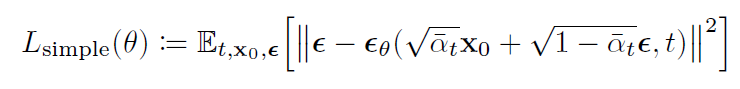 L_simple(θ) := 𝔼_{t,𝐱₀,𝛜}[‖𝛜 − 𝛜_θ(√ᾱ_t 𝐱₀ + √(1 − ᾱ_t) 𝛜, t)‖²]